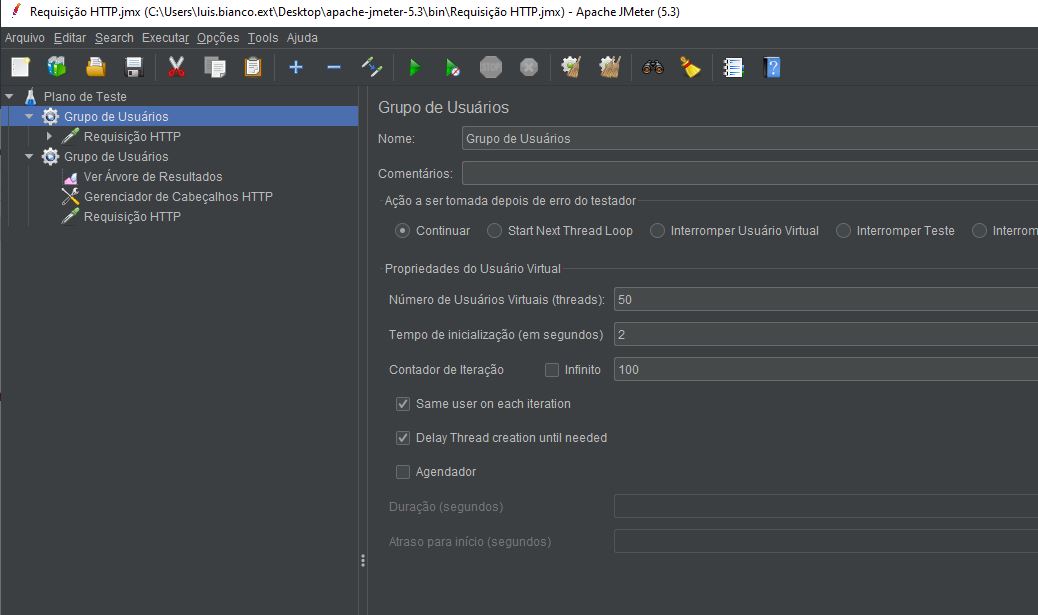 Requisição HTTP.jmx (C:\Users\luis.bianco.ext\Desktop\apache-jmeter-5.3\bin\Requisição HTTP.jmx) - Apache JMeter (5.3)
Arquivo Editar Search Executar Opções Tools Ajuda
STOP
Plano de Teste
Grupo de Usuários
Requisição HTTP
Grupo de Usuários
Ver Árvore de Resultados
Gerenciador de Cabeçalhos HTTP
Requisição HTTP
Grupo de Usuários
Nome: Grupo de Usuários
Comentários:
Ação a ser tomada depois de erro do testador
Continuar Start Next Thread Loop Interromper Usuário Virtual Interromper Teste Interrom
Propriedades do Usuário Virtual
Número de Usuários Virtuais (threads): 50
Tempo de inicialização (em segundos) 2
Contador de Iteração Infinito 100
Same user on each iteration
Delay Thread creation until needed
Agendador
Duração (segundos)
Atraso para início (segundos)